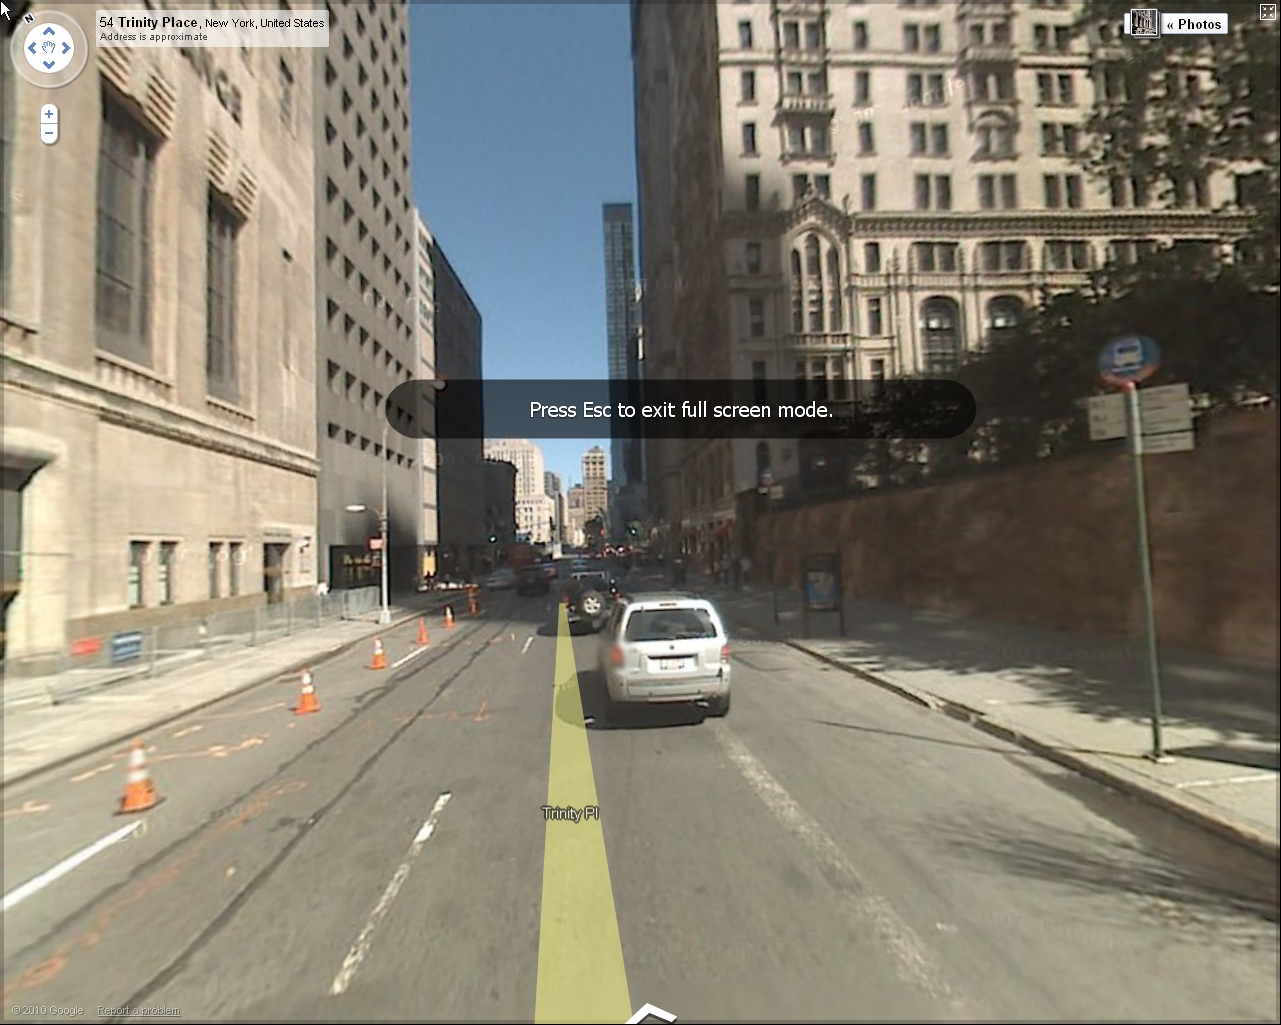 N
54 Trinity Place, New York, United States
Address is approximate
« Photos
Press Esc to exit full screen mode.
Trinity Pl
© 2010 Google Report a problem